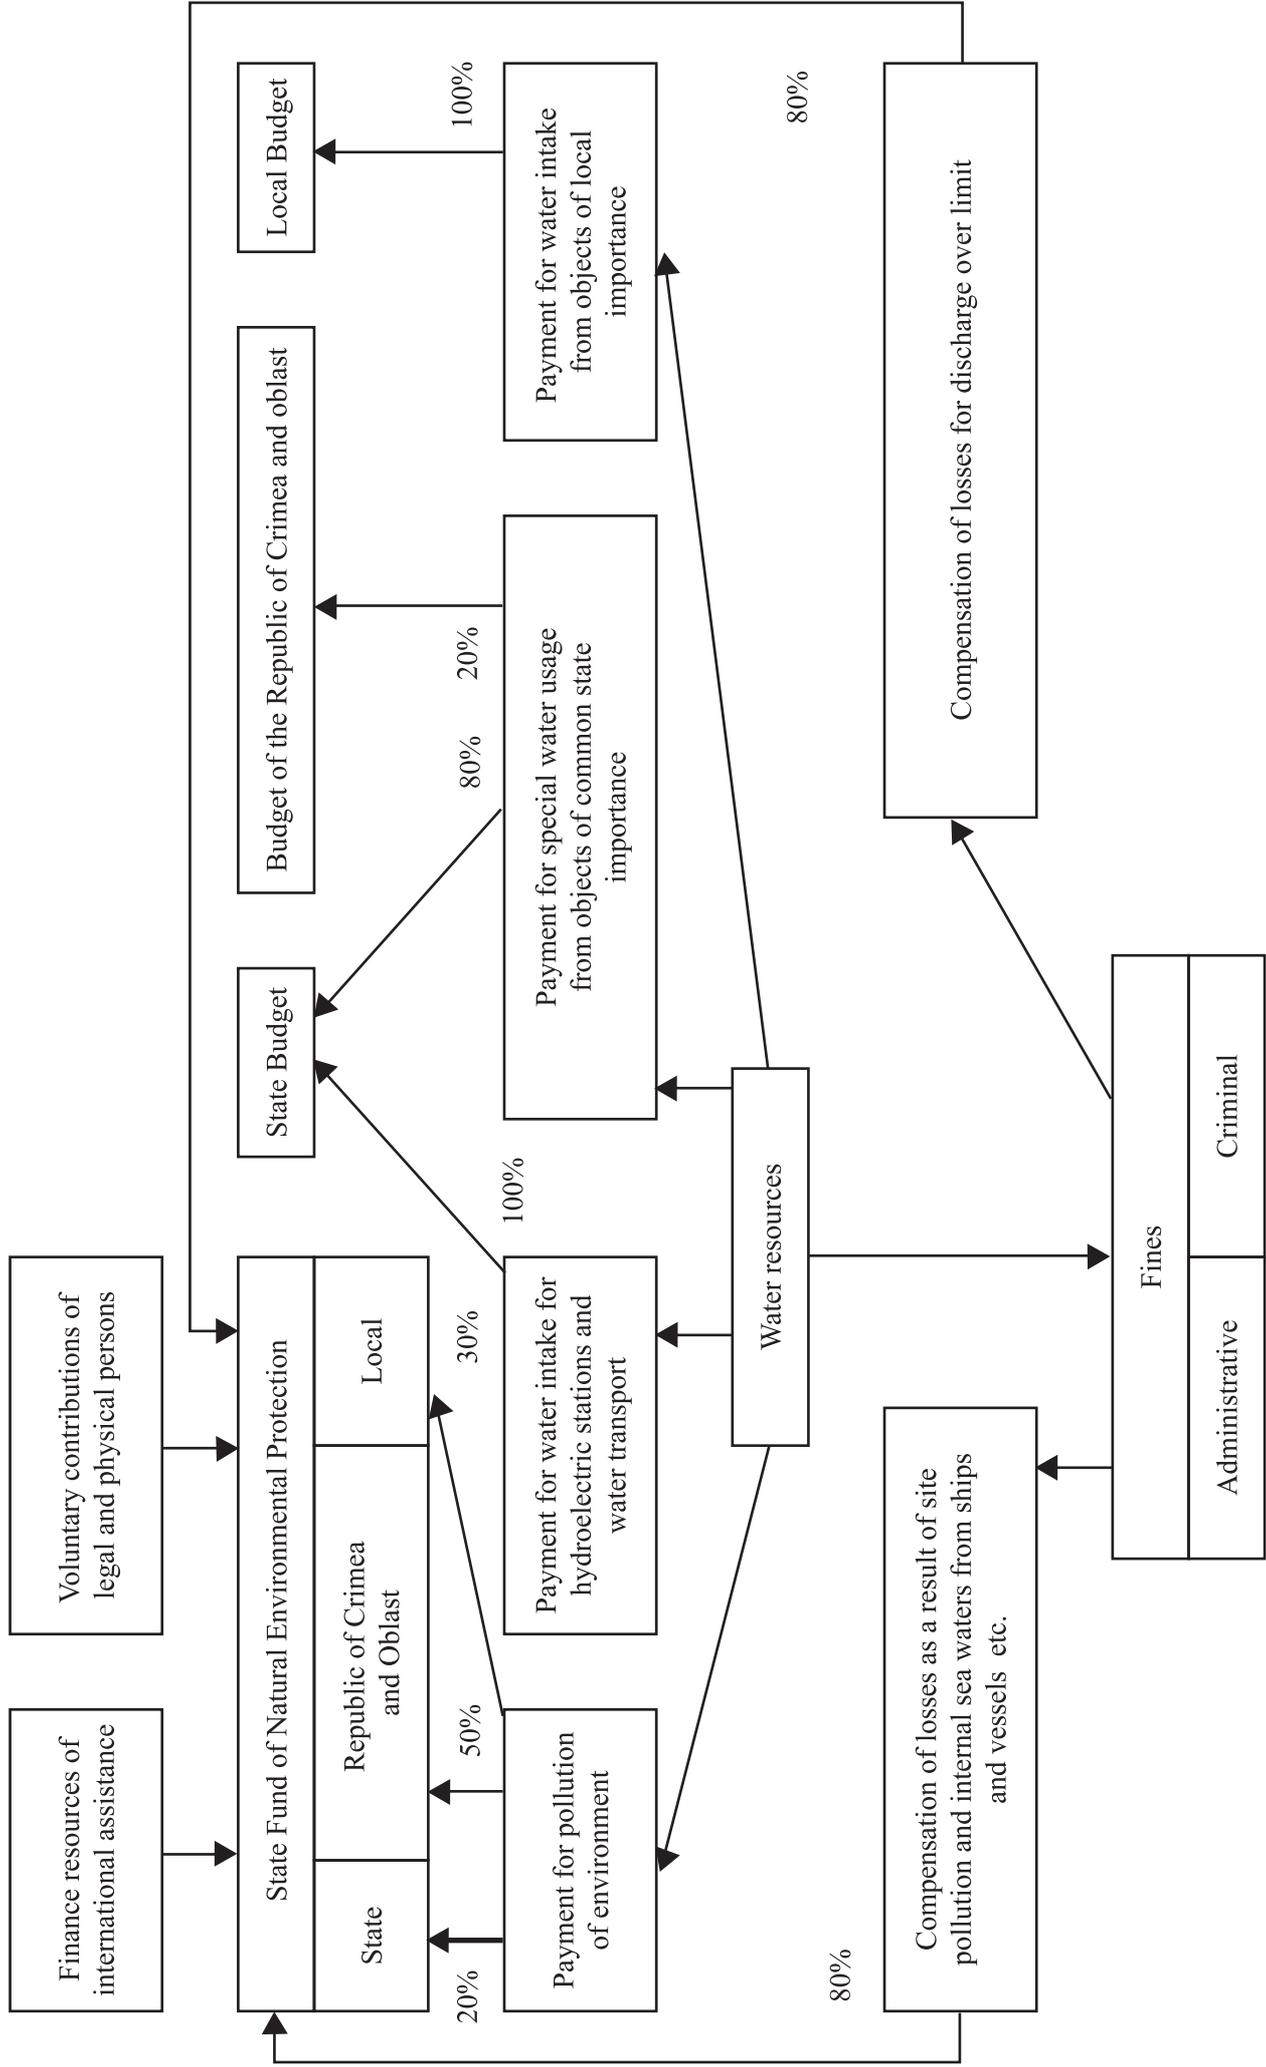 Finance resources of
international assistance
Voluntary contributions of
legal and physical persons
State Fund of Natural Environmental Protection
State
Republic of Crimea
and Oblast
Local
State Budget
Budget of the Republic of Crimea and oblast
Local Budget
20%
50%
30%
100%
80%
20%
100%
Payment for pollution
of environment
Payment for water intake for
hydroelectric stations and
water transport
Payment for special water usage
from objects of common state
importance
Payment for water intake
from objects of local
importance
Water resources
80%
80%
Compensation of losses as a result of site
pollution and internal sea waters from ships
and vessels etc.
Compensation of losses for discharge over limit
Fines
Administrative
Criminal